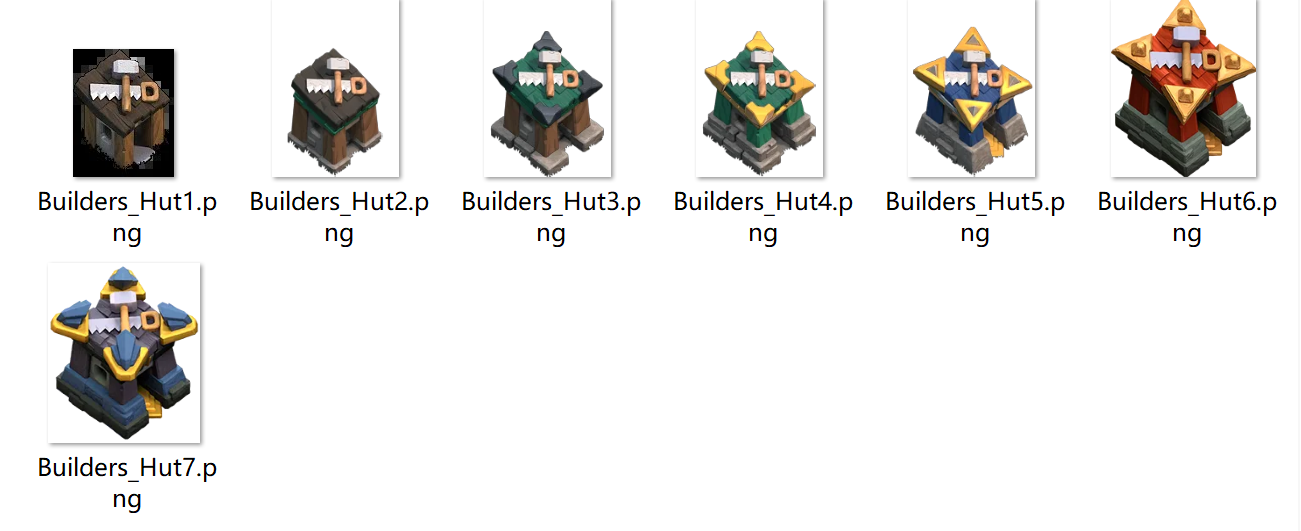 Builders_Hut1.p
ng
Builders_Hut2.p
ng
Builders_Hut3.p
ng
Builders_Hut4.p
ng
Builders_Hut5.p
ng
Builders_Hut6.p
ng
Builders_Hut7.p
ng